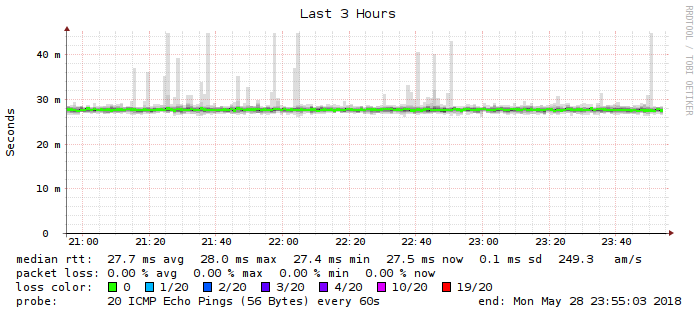 Last 3 Hours
RRDTOOL / TOBI OETIKER
Seconds
40 m
30 m
20 m
10 m
0
21:00 21:20 21:40 22:00 22:20 22:40 23:00 23:20 23:40
median rtt: 27.7 ms avg 28.0 ms max 27.4 ms min 27.5 ms now 0.1 ms sd 249.3 am/s
packet loss: 0.00 % avg 0.00 % max 0.00 % min 0.00 % now
loss color: 0 1/20 2/20 3/20 4/20 10/20 19/20
probe: 20 ICMP Echo Pings (56 Bytes) every 60s end: Mon May 28 23:55:03 2018